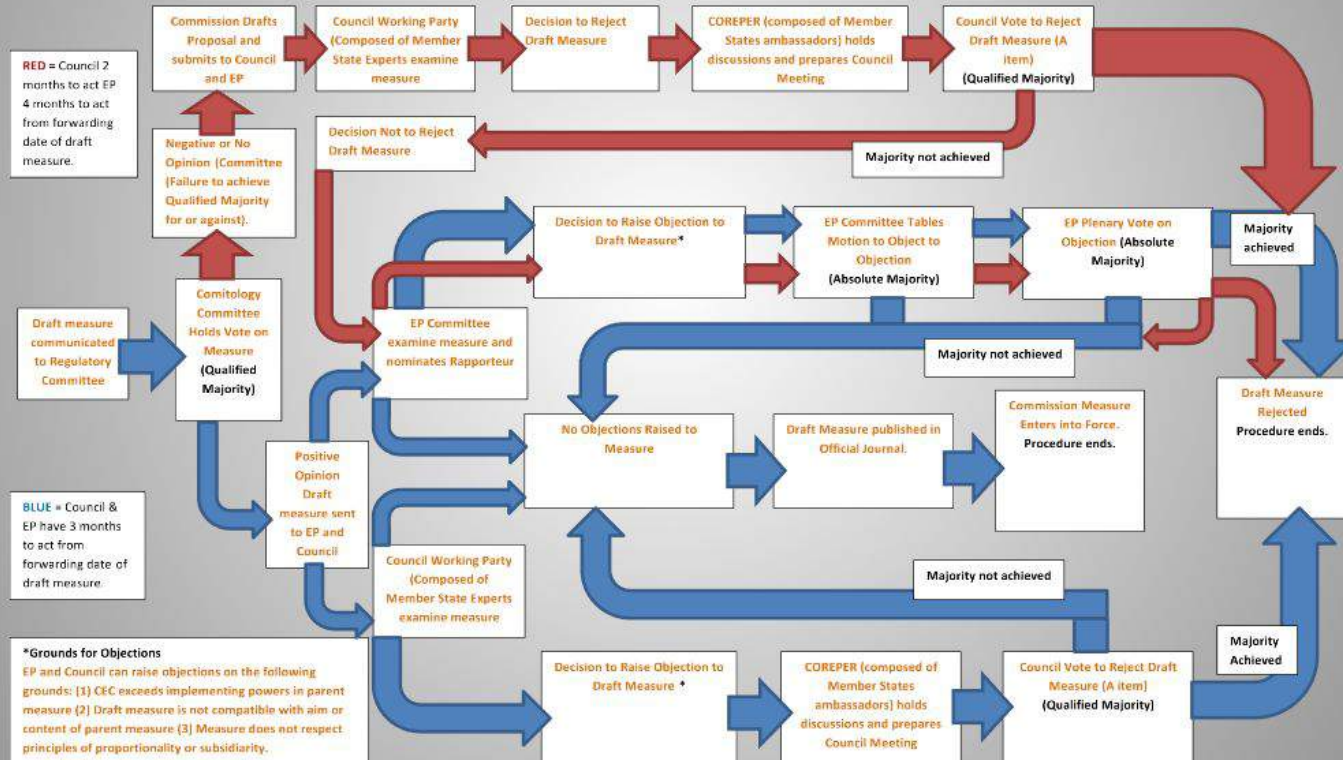 Commission Drafts
Proposal and
submits to Council
and EP
Council Working Party
(Composed of Member
State Experts examine
measure
Decision to Reject
Draft Measure
COREPER (composed of Member
States ambassadors) holds
discussions and prepares Council
Meeting
Council Vote to Reject
Draft Measure (A
item)
(Qualified Majority)
RED = Council 2
months to act EP
4 months to act
from forwarding
date of draft
measure.
Negative or No
Opinion (Committee
(Failure to achieve
Qualified Majority
for or against).
Decision Not to Reject
Draft Measure
Majority not achieved
Decision to Raise Objection to
Draft Measure*
EP Committee Tables
Motion to Object to
Objection
(Absolute Majority)
EP Plenary Vote on
Objection (Absolute
Majority)
Majority
achieved
Draft measure
communicated
to Regulatory
Committee
Comitology
Committee
Holds Vote on
Measure
(Qualified
Majority)
EP Committee
examine measure and
nominates Rapporteur
Majority not achieved
No Objections Raised to
Measure
Draft Measure published in
Official Journal.
Commission Measure
Enters into Force.
Procedure ends.
Draft Measure
Rejected
Procedure ends.
Positive
Opinion
Draft
measure sent
to EP and
Council
BLUE = Council &
EP have 3 months
to act from
forwarding date of
draft measure
Council Working Party
(Composed of
Member State Experts
examine measure
Majority not achieved
*Grounds for Objections
EP and Council can raise objections on the following
grounds: (1) CEC exceeds implementing powers in parent
measure (2) Draft measure is not compatible with aim or
content of parent measure (3) Measure does not respect
principles of proportionality or subsidiarity.
Decision to Raise Objection to
Draft Measure *
COREPER (composed of
Member States
ambassadors) holds
discussions and prepares
Council Meeting
Council Vote to Reject Draft
Measure (A item)
(Qualified Majority)
Majority
Achieved